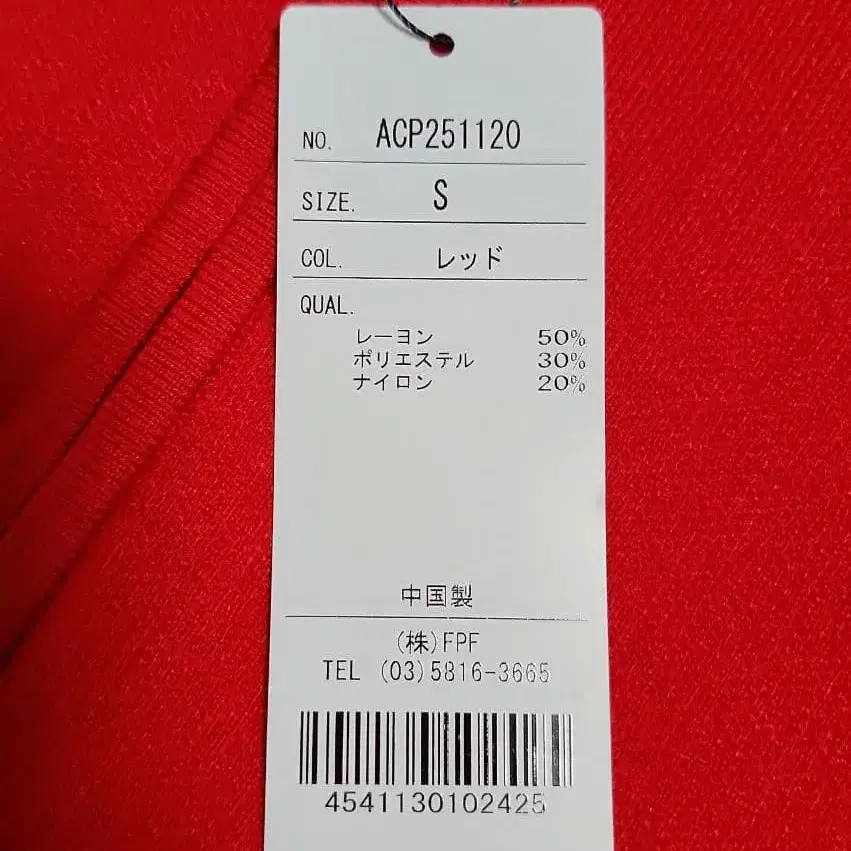 NO. ACP251120
SIZE. S
COL. レッド
QUAL.
レーヨン 50%
ポリエステル 30%
ナイロン 20%
中国製
(株)FPF
TEL (03)5816-3665
4541130102425